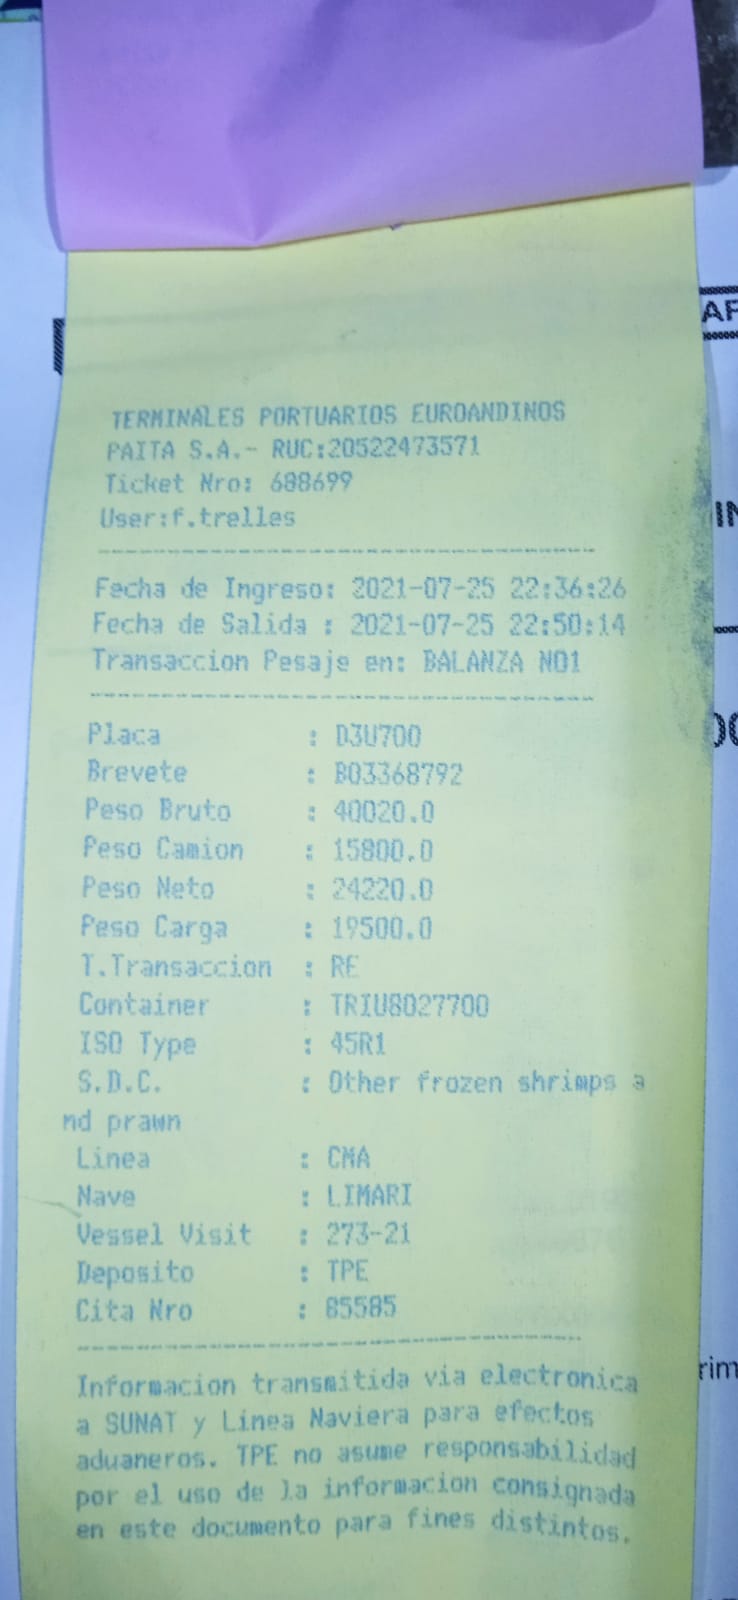 TERMINALES PORTUARIOS EUROANDINOS
PAITA S.A.- RUC:20522473571
Ticket Nro: 688699
User:f.trelles
Fecha de Ingreso: 2021-07-25 22:36:26
Fecha de Salida : 2021-07-25 22:50:14
Transaccion Pesaje en: BALANZA NO1
Placa : D3U700
Brevete : B03368792
Peso Bruto : 40020.0
Peso Camion : 15800.0
Peso Neto : 24220.0
Peso Carga : 19500.0
T.Transaccion : RE
Container : TRIU8027700
ISO Type : 45R1
S.D.C. : Other frozen shrimps a
nd prawn
Linea : CMA
Nave : LIMARI
Vessel Visit : 273-21
Deposito : TPE
Cita Nro : 85585
Informacion transmitida via electronica
a SUNAT y Linea Naviera para efectos
aduaneros. TPE no asume responsabilidad
por el uso de la informacion consignada
en este documento para fines distintos.